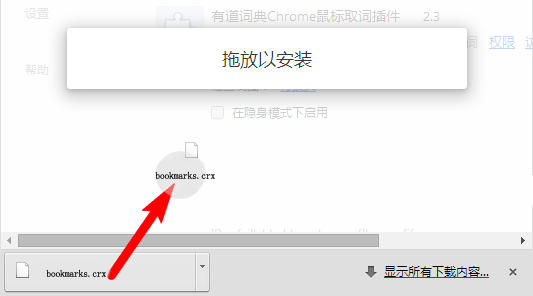 设置
有道词典Chrome鼠标取词插件 2.3
拖放以安装
权限
帮助
在隐身模式下启用
bookmarks.crx
bookmarks.crx
显示所有下载内容...